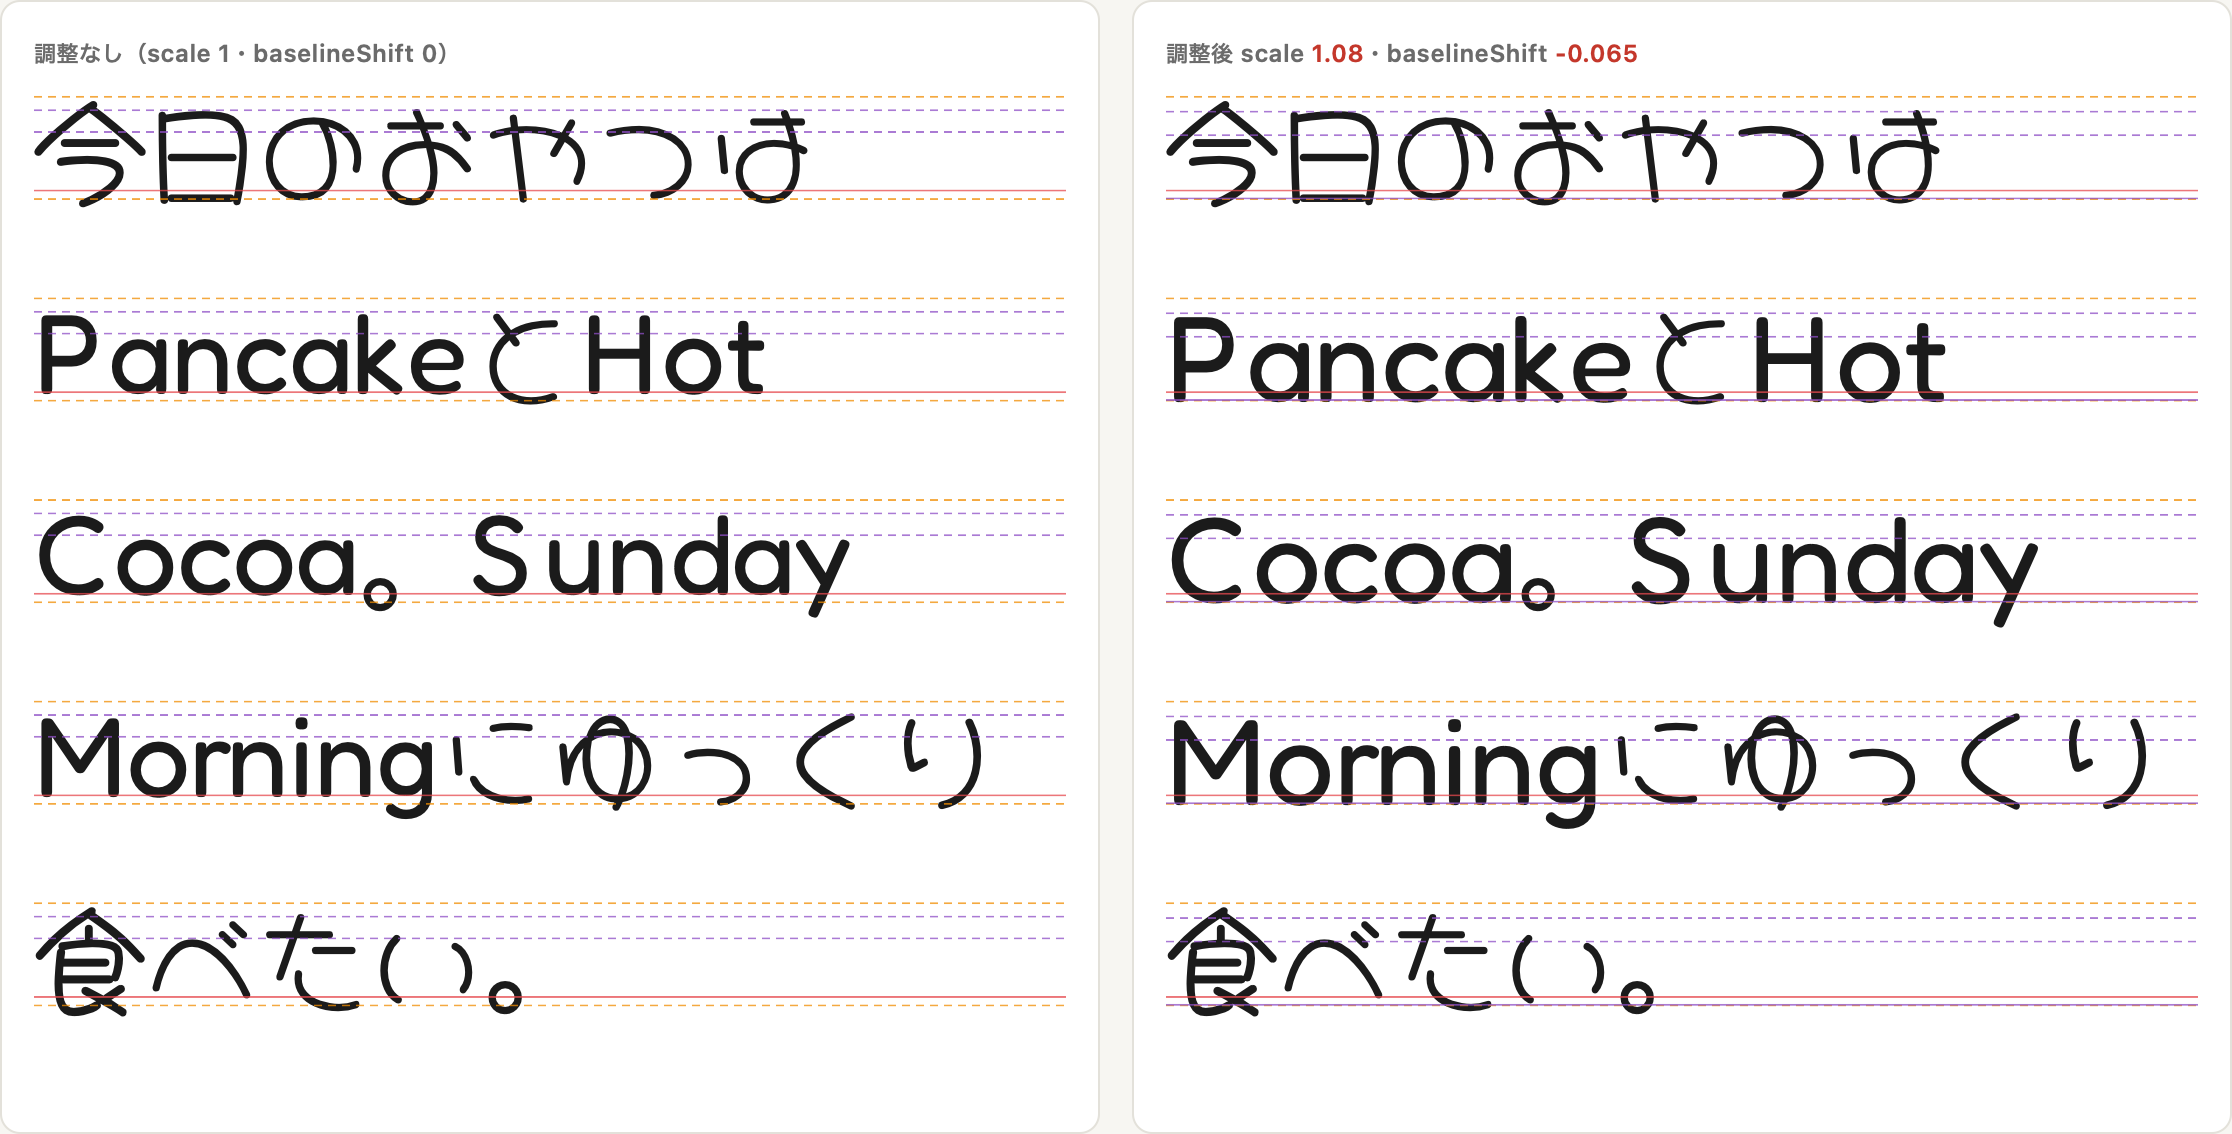 調整なし（scale 1・baselineShift 0）
今日のおやつは
PancakeとHot
Cocoa。 Sunday
Morningにゆっくり
食べたい。
調整後 scale 1.08・baselineShift -0.065
今日のおやつは
PancakeとHot
Cocoa。 Sunday
Morningにゆっくり
食べたい。